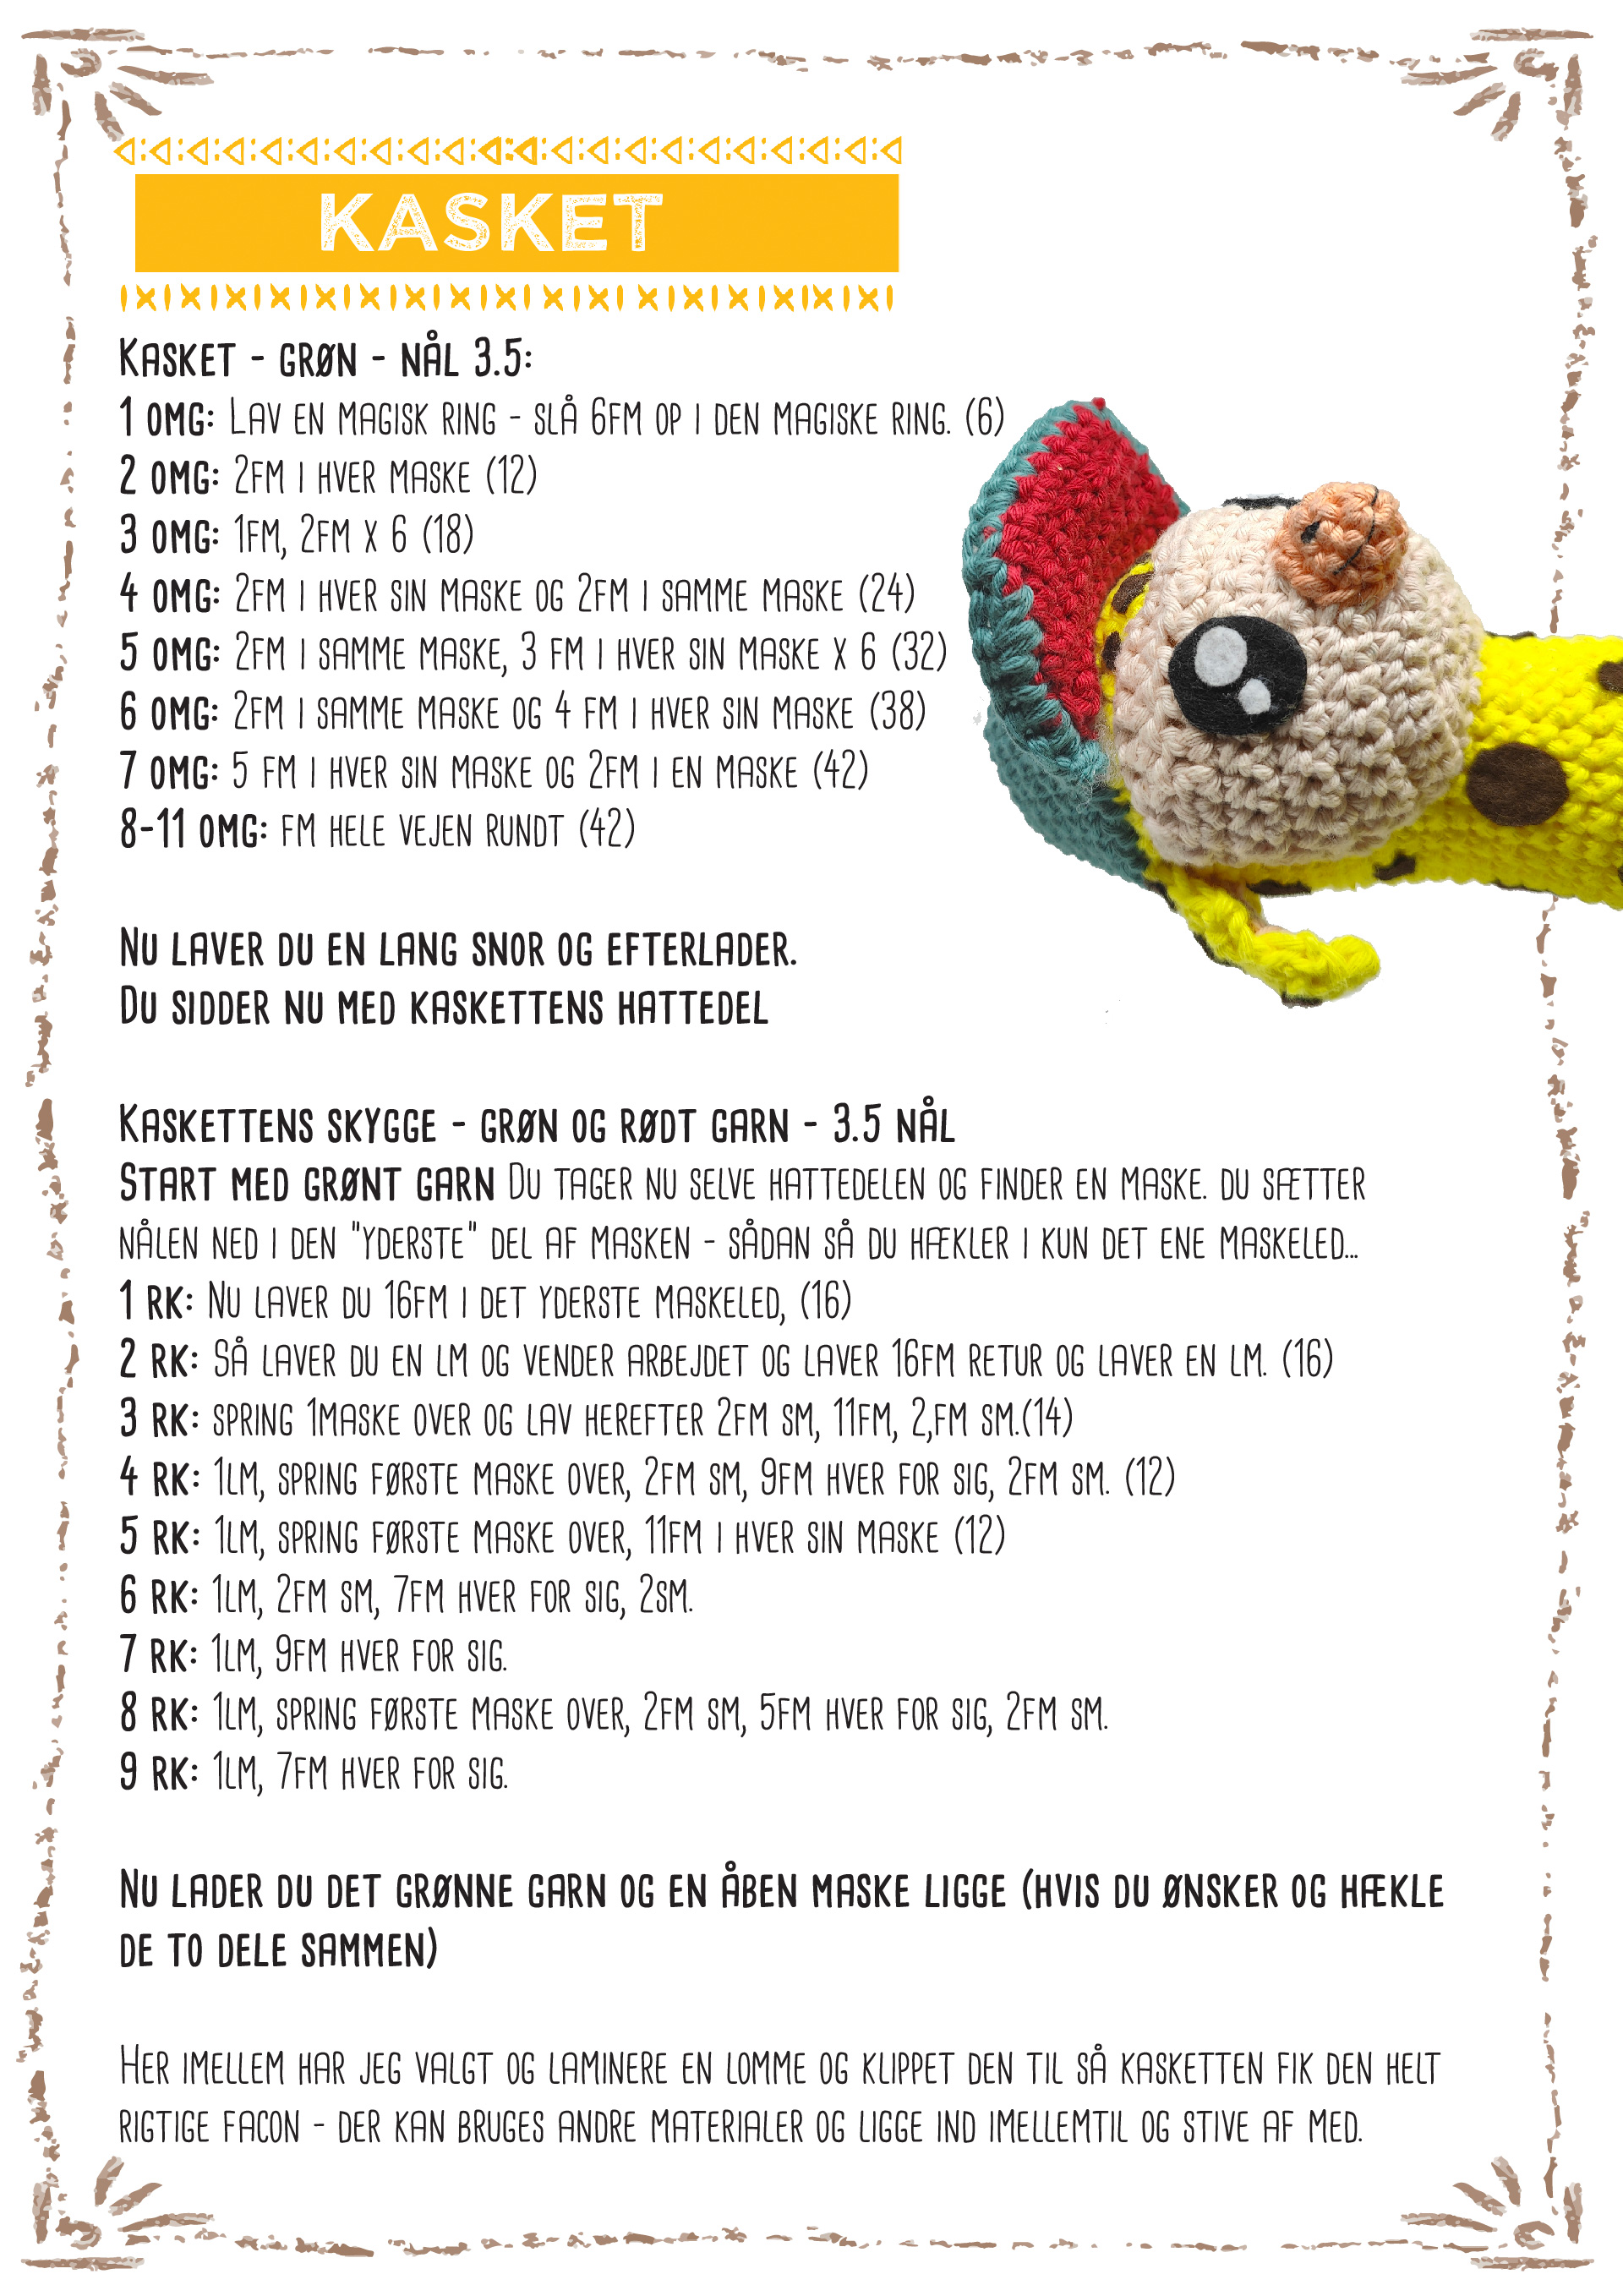 KASKET
KASKET - GRØN - NÅL 3.5:
1 OMG: LAV EN MAGISK RING - SLÅ 6FM OP I DEN MAGISKE RING. (6)
2 OMG: 2FM I HVER MASKE (12)
3 OMG: 1FM, 2FM X 6 (18)
4 OMG: 2FM I HVER SIN MASKE OG 2FM I SAMME MASKE (24)
5 OMG: 2FM I SAMME MASKE, 3 FM I HVER SIN MASKE X 6 (32)
6 OMG: 2FM I SAMME MASKE OG 4 FM I HVER SIN MASKE (38)
7 OMG: 5 FM I HVER SIN MASKE OG 2FM I EN MASKE (42)
8-11 OMG: FM HELE VEJEN RUNDT (42)
NU LAVER DU EN LANG SNOR OG EFTERLADER.
DU SIDDER NU MED KASKETTENS HATTEDEL
KASKETTENS SKYGGE - GRØN OG RØDT GARN - 3.5 NÅL
START MED GRØNT GARN DU TAGER NU SELVE HATTEDELEN OG FINDER EN MASKE. DU SÆTTER
NÅLEN NED I DEN "YDERSTE" DEL AF MASKEN - SÅDAN SÅ DU HÆKLER I KUN DET ENE MASKELED...
1 RK: NU LAVER DU 16FM I DET YDERSTE MASKELED, (16)
2 RK: SÅ LAVER DU EN LM OG VENDER ARBEJDET OG LAVER 16FM RETUR OG LAVER EN LM. (16)
3 RK: SPRING 1MASKE OVER OG LAV HEREFTER 2FM SM, 11FM, 2,FM SM.(14)
4 RK: 1LM, SPRING FØRSTE MASKE OVER, 2FM SM, 9FM HVER FOR SIG, 2FM SM. (12)
5 RK: 1LM, SPRING FØRSTE MASKE OVER, 11FM I HVER SIN MASKE (12)
6 RK: 1LM, 2FM SM, 7FM HVER FOR SIG, 2SM.
7 RK: 1LM, 9FM HVER FOR SIG.
8 RK: 1LM, SPRING FØRSTE MASKE OVER, 2FM SM, 5FM HVER FOR SIG, 2FM SM.
9 RK: 1LM, 7FM HVER FOR SIG.
NU LADER DU DET GRØNNE GARN OG EN ÅBEN MASKE LIGGE (HVIS DU ØNSKER OG HÆKLE
DE TO DELE SAMMEN)
HER IMELLEM HAR JEG VALGT OG LAMINERE EN LOMME OG KLIPPET DEN TIL SÅ KASKETTEN FIK DEN HELT
RIGTIGE FACON - DER KAN BRUGES ANDRE MATERIALER OG LIGGE IND IMELLEMTIL OG STIVE AF MED.